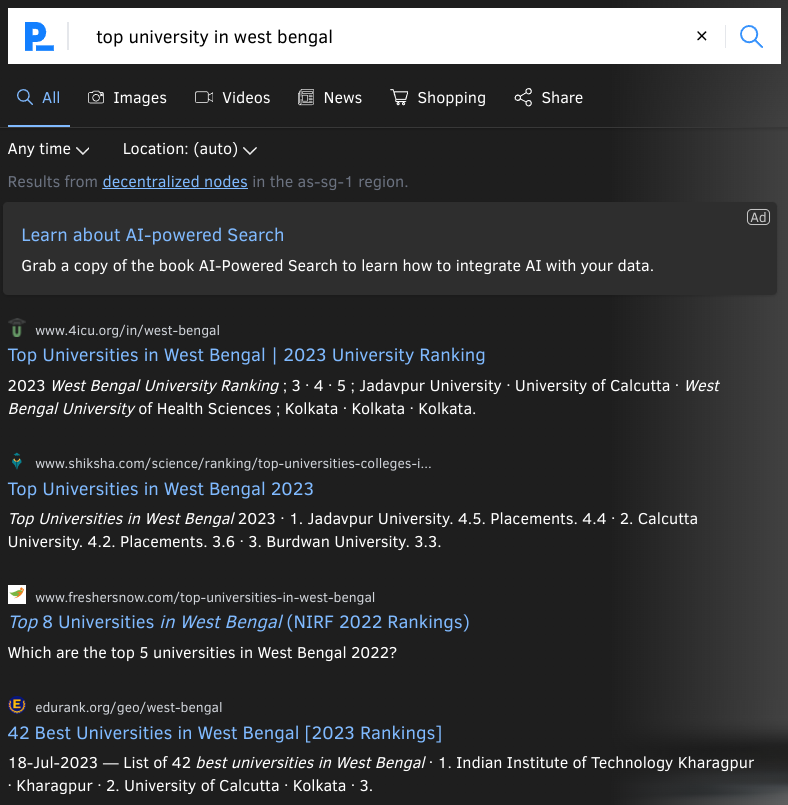 top university in west bengal
All Images Videos News Shopping Share
Any time Location: (auto)
Results from decentralized nodes in the as-sg-1 region.
Ad
Learn about AI-powered Search
Grab a copy of the book AI-Powered Search to learn how to integrate AI with your data.
www.4icu.org/in/west-bengal
Top Universities in West Bengal | 2023 University Ranking
2023 West Bengal University Ranking ; 3 · 4 · 5 ; Jadavpur University · University of Calcutta · West
Bengal University of Health Sciences ; Kolkata · Kolkata · Kolkata.
www.shiksha.com/science/ranking/top-universities-colleges-i...
Top Universities in West Bengal 2023
Top Universities in West Bengal 2023 · 1. Jadavpur University. 4.5. Placements. 4.4 · 2. Calcutta
University. 4.2. Placements. 3.6 · 3. Burdwan University. 3.3.
www.freshersnow.com/top-universities-in-west-bengal
Top 8 Universities in West Bengal (NIRF 2022 Rankings)
Which are the top 5 universities in West Bengal 2022?
edurank.org/geo/west-bengal
42 Best Universities in West Bengal [2023 Rankings]
18-Jul-2023 — List of 42 best universities in West Bengal · 1. Indian Institute of Technology Kharagpur
· Kharagpur · 2. University of Calcutta · Kolkata · 3.